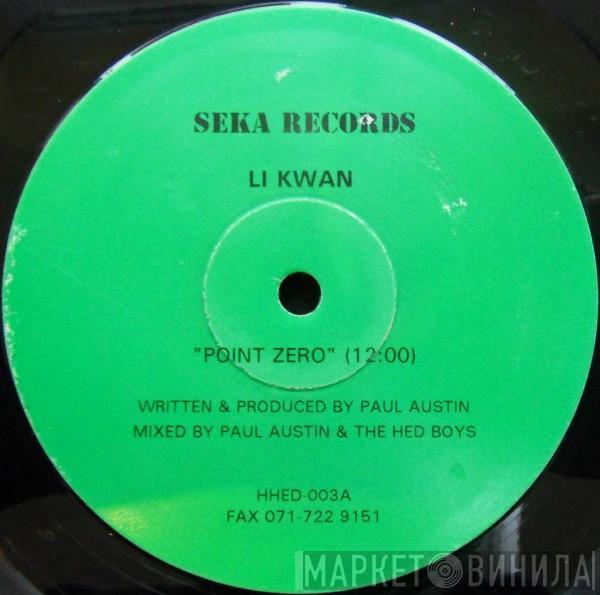 SEKA RECORDS
LI KWAN
"POINT ZERO" (12:00)
WRITTEN & PRODUCED BY PAUL AUSTIN
MIXED BY PAUL AUSTIN & THE HED BOYS
HHED-003A
FAX 071-722 9151
МАРКЕТ ВИНИЛА